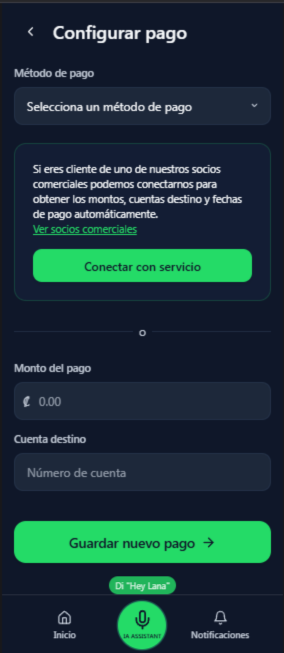 Configurar pago
Método de pago
Selecciona un método de pago
Si eres cliente de uno de nuestros socios
comerciales podemos conectarnos para
obtener los montos, cuentas destino y fechas
de pago automáticamente.
Ver socios comerciales
Conectar con servicio
o
Monto del pago
₡ 0.00
Cuenta destino
Número de cuenta
Guardar nuevo pago →
Di "Hey Lana"
IA ASSISTANT
Inicio
Notificaciones